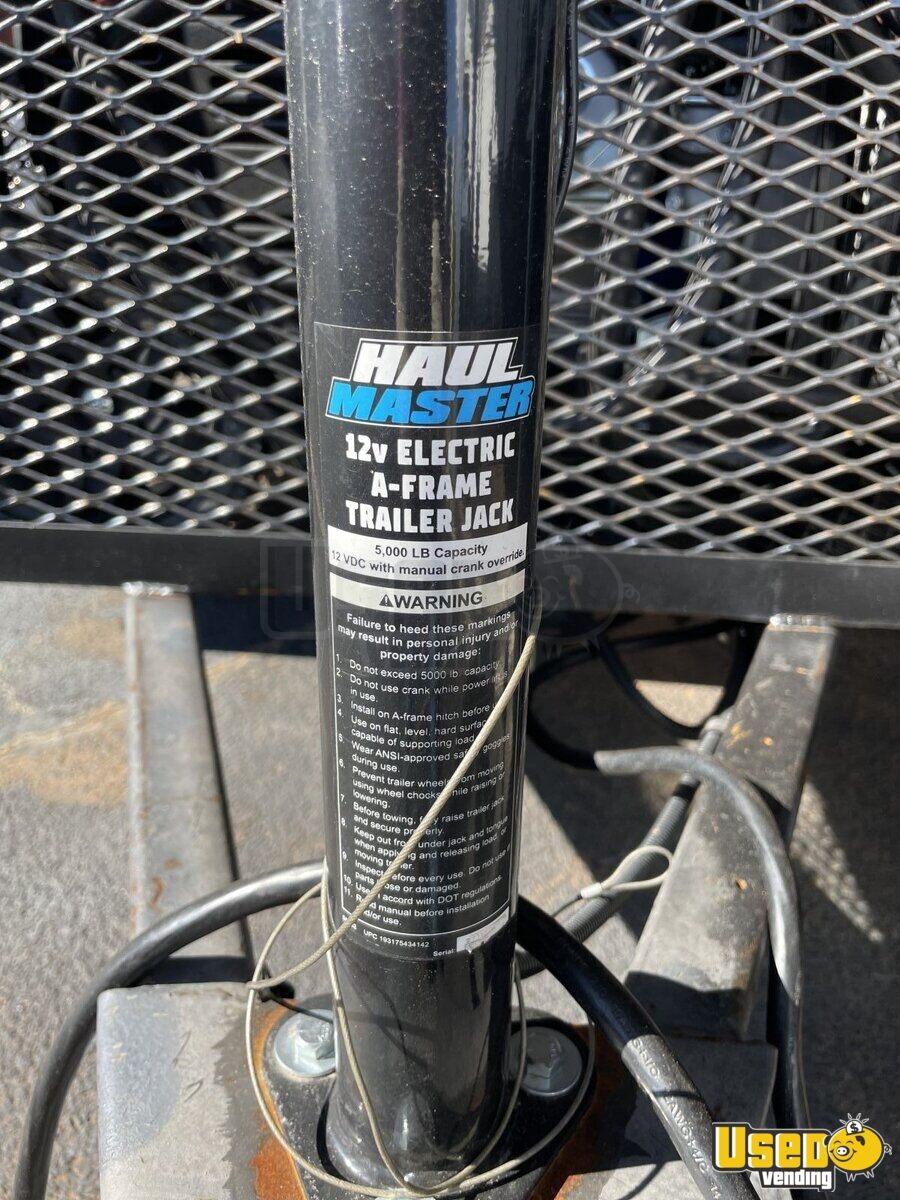 HAUL
MASTER
12V ELECTRIC
A-FRAME
TRAILER JACK
5,000 LB Capacity
12 VDC with manual crank override.
WARNING
Failure to heed these markings
may result in personal injury and/or
property damage:
1. Do not exceed 5000 lb. capacity.
2. Do not use crank while power is
in use.
3. Install on A-frame hitch before
4. Use on flat, level, hard surface
capable of supporting load.
5. Wear ANSI-approved safety goggles
during use.
6. Prevent trailer wheels from moving
using wheel chocks while raising or
lowering.
7. Before towing, fully raise trailer jack
and secure properly.
8. Keep out from under jack and tongue
when applying and releasing load, or
moving trailer.
9. Inspect before every use. Do not use if
parts loose or damaged.
10. Use in accord with DOT regulations.
11. Read manual before installation
and/or use.
UPC 193175434142
Serial:
USED
vending